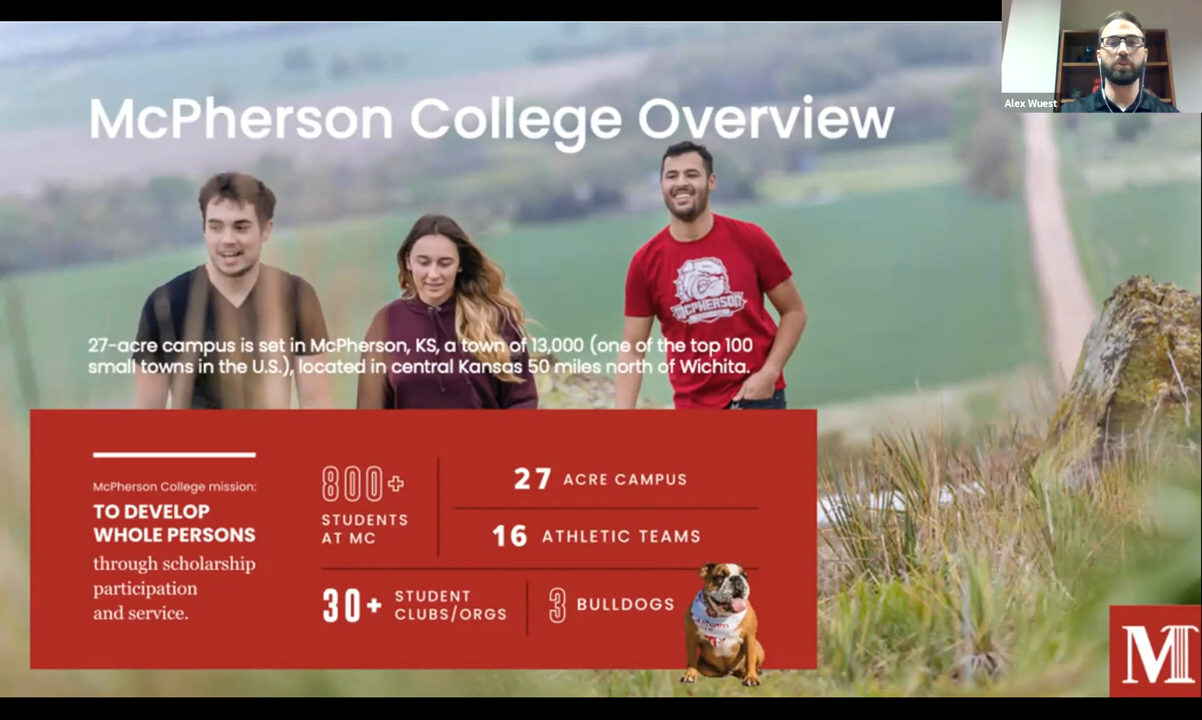 McPherson College Overview
Alex Wuest
MCPHERSON
27-acre campus is set in McPherson, KS, a town of 13,000 (one of the top 100
small towns in the U.S.), located in central Kansas 50 miles north of Wichita.
McPherson College mission:
TO DEVELOP
WHOLE PERSONS
through scholarship
participation
and service.
800+
STUDENTS
AT MC
27 ACRE CAMPUS
16 ATHLETIC TEAMS
30+ STUDENT
CLUBS/ORGS
3 BULLDOGS
M